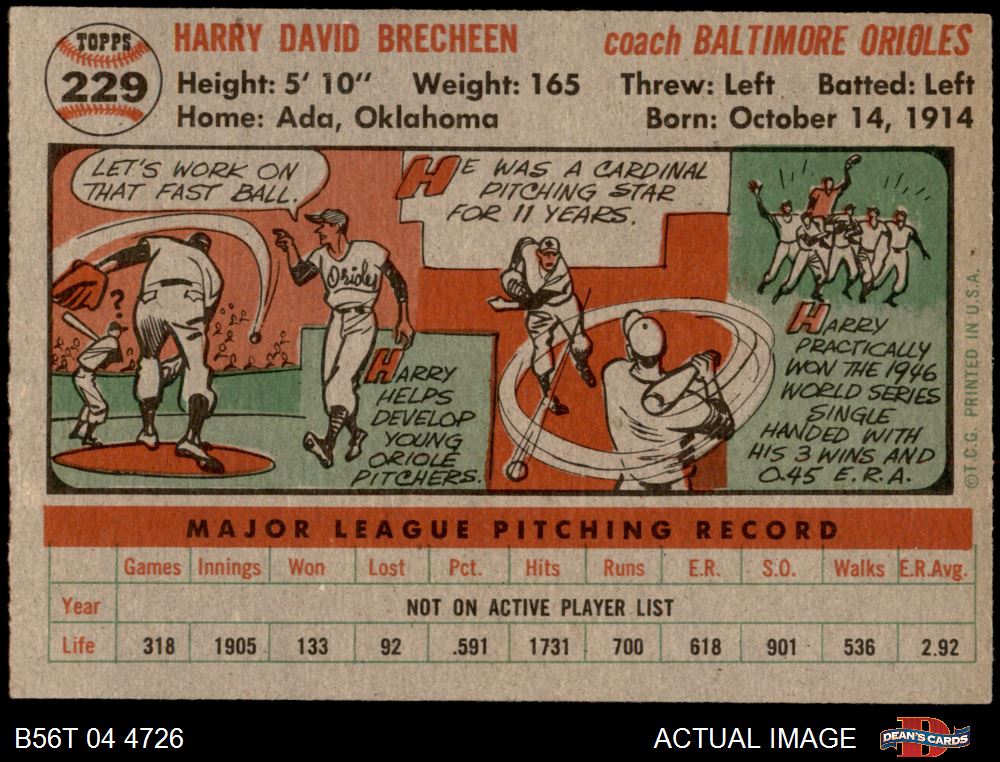 TOPPS
229
HARRY DAVID BRECHEEN
coach BALTIMORE ORIOLES
Height: 5' 10" Weight: 165 Threw: Left Batted: Left
Home: Ada, Oklahoma Born: October 14, 1914
LET'S WORK ON
THAT FAST BALL.
?
Orioles
HARRY
HELPS
DEVELOP
YOUNG
ORIOLE
PITCHERS.
HE WAS A CARDINAL
PITCHING STAR
FOR 11 YEARS.
HARRY
PRACTICALLY
WON THE 1946
WORLD SERIES
SINGLE
HANDED WITH
HIS 3 WINS AND
0.45 E.R.A.
© T.C.G. PRINTED IN U.S.A.
MAJOR LEAGUE PITCHING RECORD
Games Innings Won Lost Pct. Hits Runs E.R. S.O. Walks E.R.Avg.
Year NOT ON ACTIVE PLAYER LIST
Life 318 1905 133 92 .591 1731 700 618 901 536 2.92
B56T 04 4726
ACTUAL IMAGE
DEAN'S CARDS